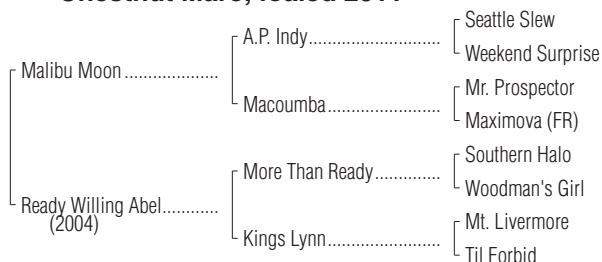 Chestnut Mare, foaled
Seattle Slew
A.P. Indy
Weekend Surprise
Malibu Moon
Mr. Prospector
Macoumba
Maximova (FR)
Southern Halo
More Than Ready
Woodman's Girl
Ready Willing Abel
(2004)
Mt. Livermore
Kings Lynn
Til Forbid